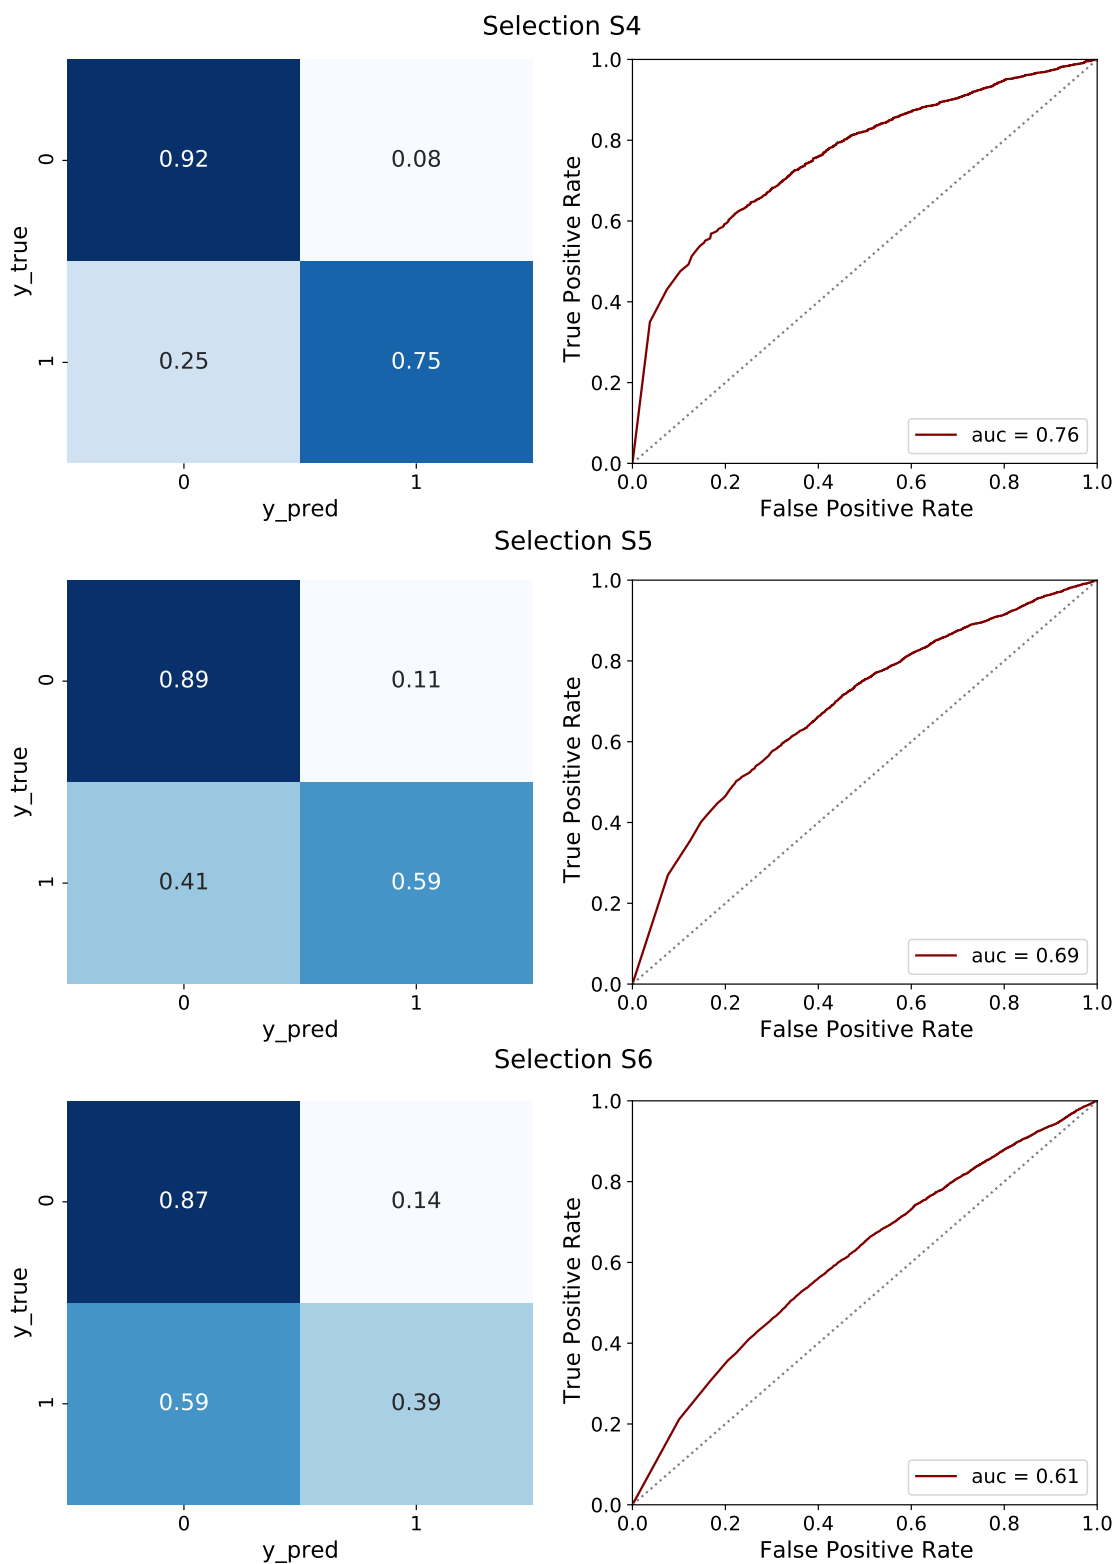 Selection S4
y_true
0
1
0.92 0.08
0.25 0.75
0 1
y_pred
True Positive Rate
1.0
0.8
0.6
0.4
0.2
0.0
auc = 0.76
0.0 0.2 0.4 0.6 0.8 1.0
False Positive Rate
Selection S5
y_true
0
1
0.89 0.11
0.41 0.59
0 1
y_pred
True Positive Rate
1.0
0.8
0.6
0.4
0.2
0.0
auc = 0.69
0.0 0.2 0.4 0.6 0.8 1.0
False Positive Rate
Selection S6
y_true
0
1
0.87 0.14
0.59 0.39
0 1
y_pred
True Positive Rate
1.0
0.8
0.6
0.4
0.2
0.0
auc = 0.61
0.0 0.2 0.4 0.6 0.8 1.0
False Positive Rate